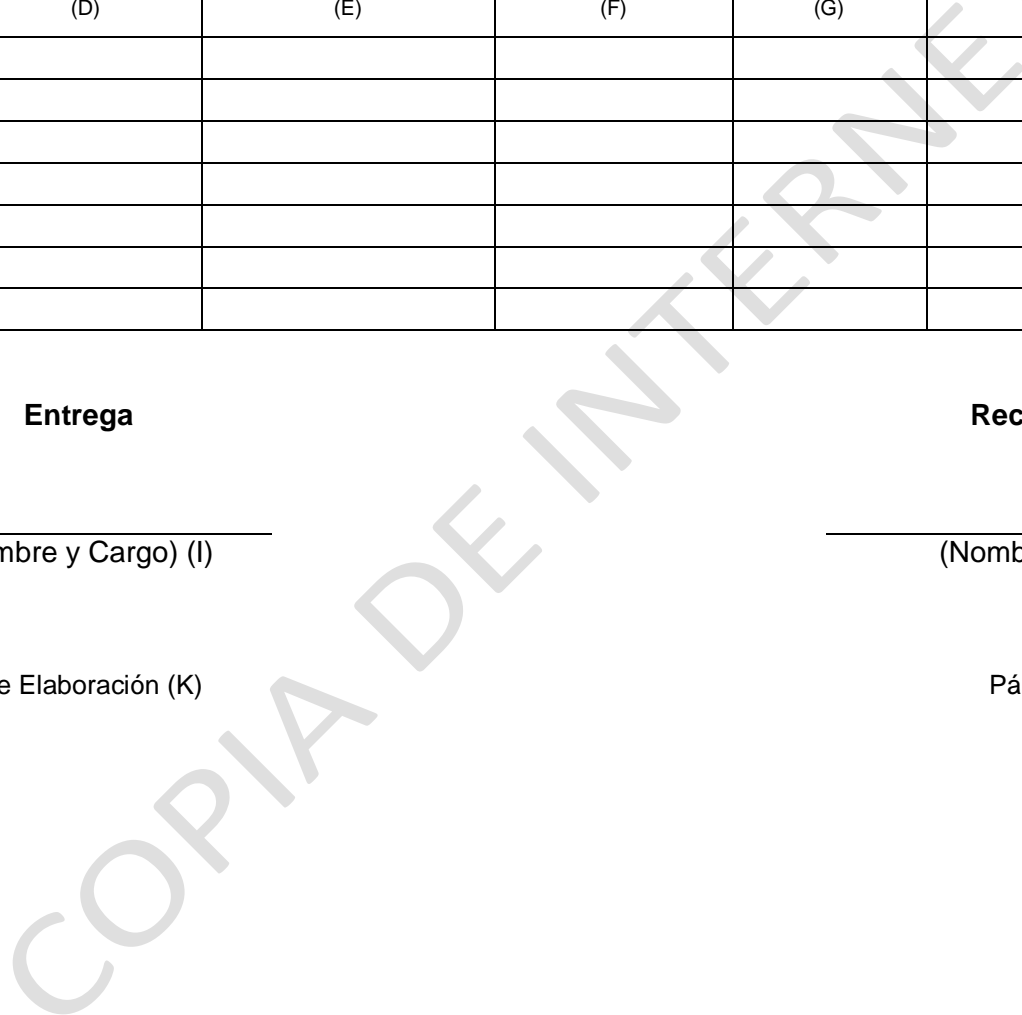 (D) (E) (F) (G)
Entrega Rec
mbre y Cargo) (I) (Nomb
e Elaboración (K) Pá
COPIA DE INTERNE